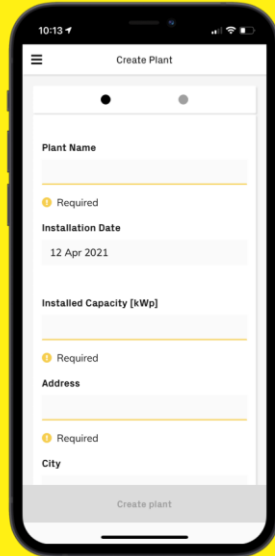 10:13
Create Plant
Plant Name
Required
Installation Date
12 Apr 2021
Installed Capacity [kWp]
Required
Address
Required
City
Create plant